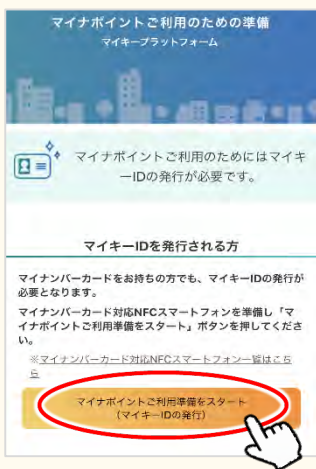 マイナポイントご利用のための準備
マイキープラットフォーム
マイナポイントご利用のためにはマイキ
ーIDの発行が必要です。
マイキーIDを発行される方
マイナンバーカードをお持ちの方でも、マイキーIDの発行が
必要となります。
マイナンバーカード対応NFCスマートフォンを準備し「マ
イナポイントご利用準備をスタート」ボタンを押してくださ
い。
※マイナンバーカード対応NFCスマートフォン一覧はこち
ら
マイナポイントご利用準備をスタート
（マイキーIDの発行）